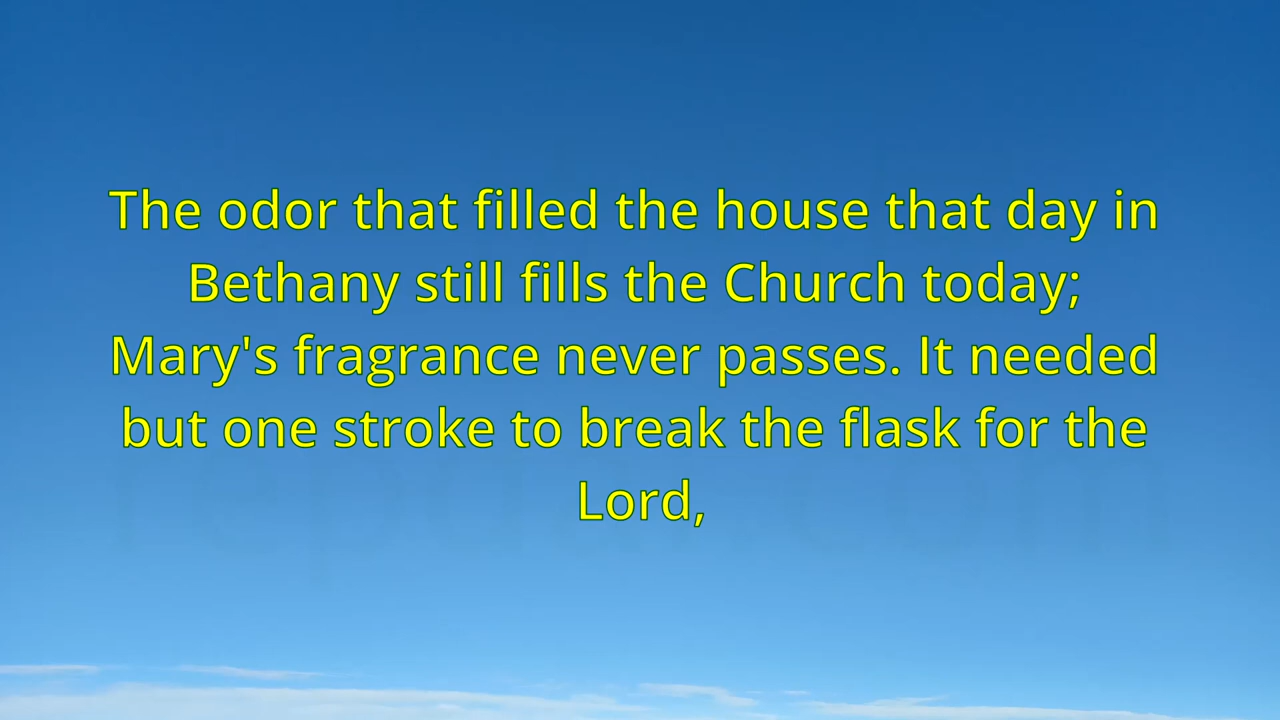 The odor that filled the house that day in
Bethany still fills the Church today;
Mary's fragrance never passes. It needed
but one stroke to break the flask for the
Lord,